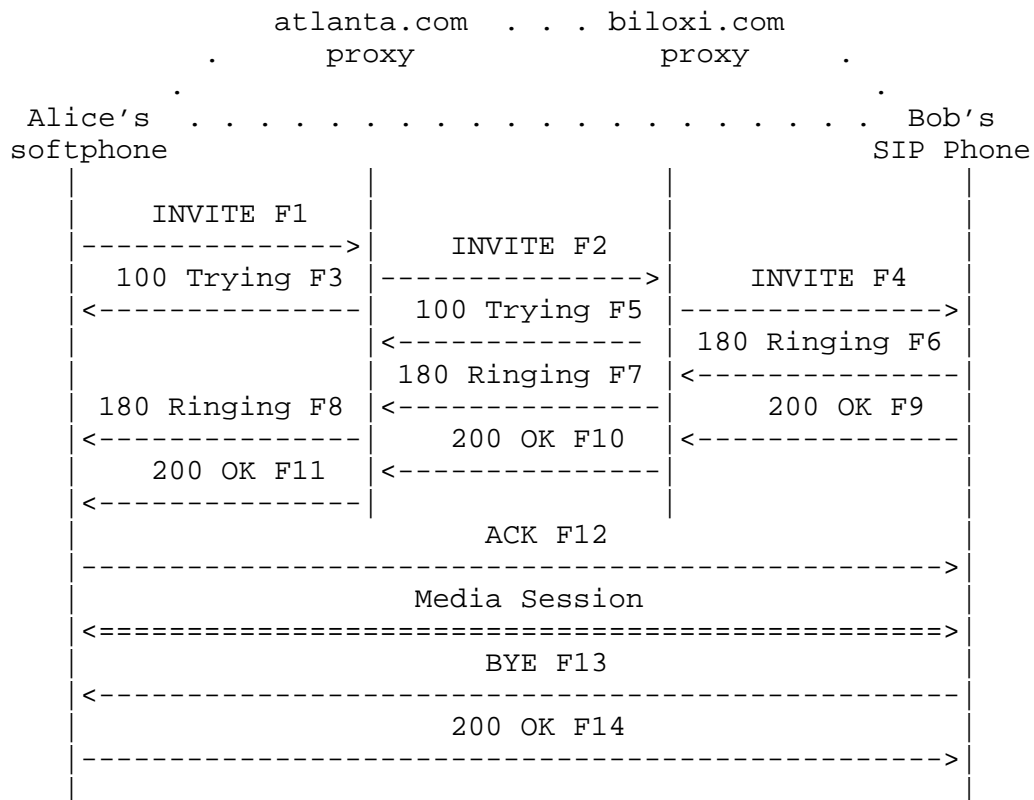 atlanta.com . . . biloxi.com
. proxy proxy .
. .
Alice's . . . . . . . . . . . . . . . . . . . . Bob's
softphone SIP Phone
| | | |
| INVITE F1 | | |
|--------------->| INVITE F2 | |
| 100 Trying F3 |--------------->| INVITE F4 |
|<---------------| 100 Trying F5 |--------------->|
| |<-------------- | 180 Ringing F6 |
| | 180 Ringing F7 |<---------------|
| 180 Ringing F8 |<---------------| 200 OK F9 |
|<---------------| 200 OK F10 |<---------------|
| 200 OK F11 |<---------------| |
|<---------------| | |
| ACK F12 |
|------------------------------------------------->|
| Media Session |
|<================================================>|
| BYE F13 |
|<-------------------------------------------------|
| 200 OK F14 |
|------------------------------------------------->|
| |